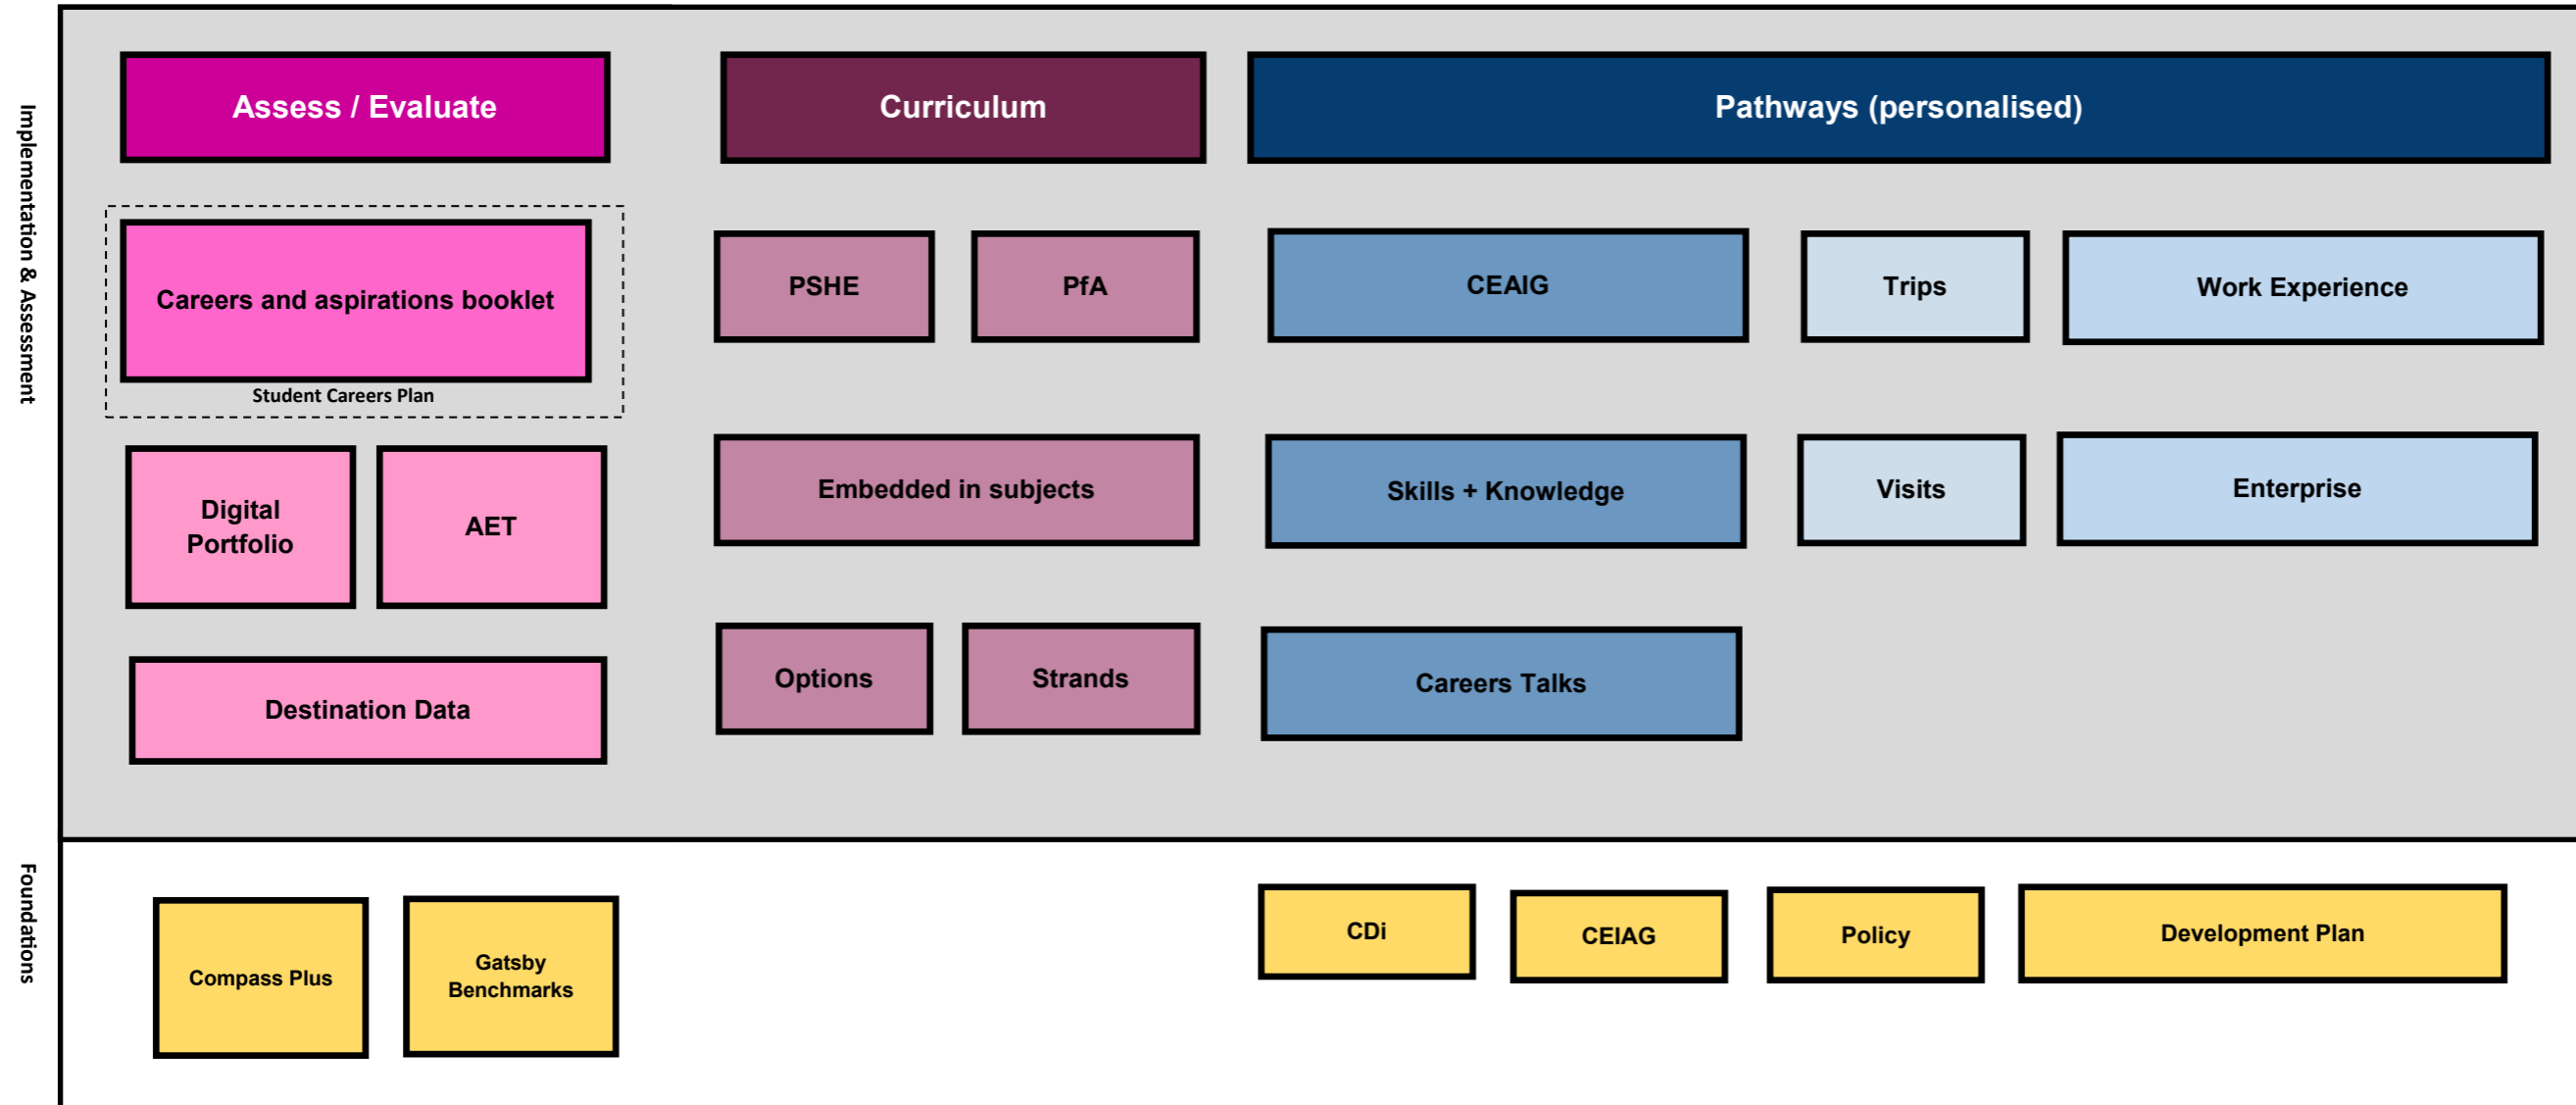 Implementation & Assessment
Assess / Evaluate
Curriculum
Pathways (personalised)
Careers and aspirations booklet
Student Careers Plan
PSHE
PfA
CEAIG
Trips
Work Experience
Digital
Portfolio
AET
Embedded in subjects
Skills + Knowledge
Visits
Enterprise
Destination Data
Options
Strands
Careers Talks
Foundations
Compass Plus
Gatsby
Benchmarks
CDi
CEIAG
Policy
Development Plan